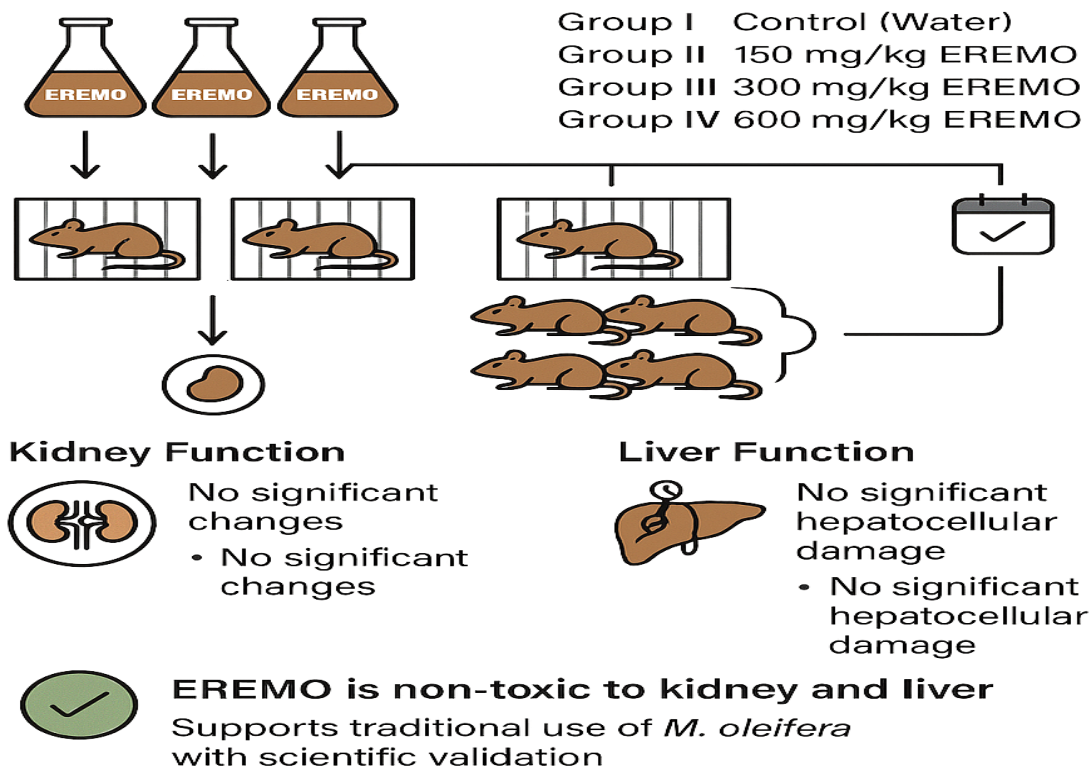 EREMO EREMO EREMO
Group I Control (Water)
Group II 150 mg/kg EREMO
Group III 300 mg/kg EREMO
Group IV 600 mg/kg EREMO
Kidney Function
No significant
changes
• No significant
changes
Liver Function
No significant
hepatocellular
damage
• No significant
hepatocellular
damage
EREMO is non-toxic to kidney and liver
Supports traditional use of M. oleifera
with scientific validation